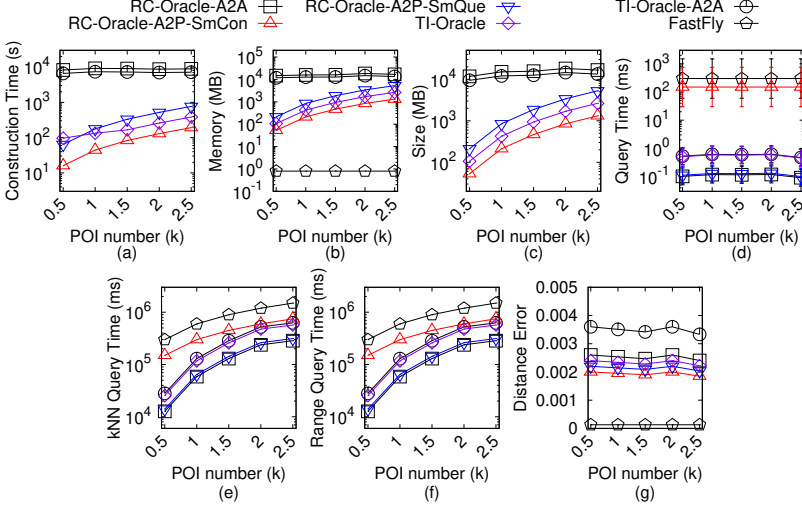 RC-Oracle-A2A RC-Oracle-A2P-SmQue TI-Oracle-A2A
RC-Oracle-A2P-SmCon TI-Oracle FastFly
Construction Time (s)
10^4
10^3
10^2
10^1
0.5 1 1.5 2 2.5
POI number (k)
(a)
Memory (MB)
10^5
10^4
10^3
10^2
10^1
10^0
10^-1
0.5 1 1.5 2 2.5
POI number (k)
(b)
Size (MB)
10^4
10^3
10^2
0.5 1 1.5 2 2.5
POI number (k)
(c)
Query Time (ms)
10^3
10^2
10^1
10^0
10^-1
0.5 1 1.5 2 2.5
POI number (k)
(d)
kNN Query Time (ms)
10^6
10^5
10^4
0.5 1 1.5 2 2.5
POI number (k)
(e)
Range Query Time (ms)
10^6
10^5
10^4
0.5 1 1.5 2 2.5
POI number (k)
(f)
Distance Error
0.005
0.004
0.003
0.002
0.001
0
0.5 1 1.5 2 2.5
POI number (k)
(g)